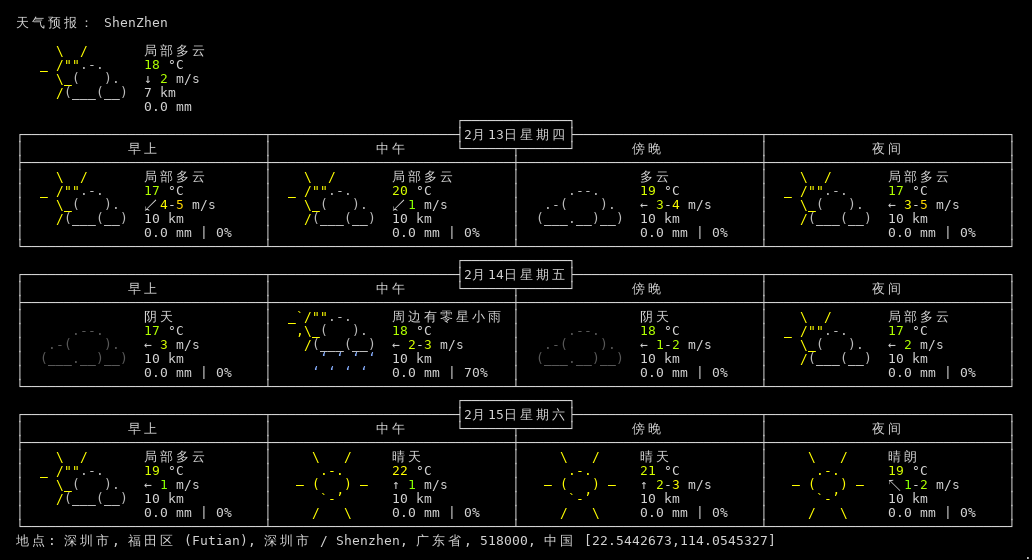 天气预报: ShenZhen
局部多云
18 °C
↓ 2 m/s
7 km
0.0 mm
2月13日星期四
早上 中午 傍晚 夜间
局部多云 局部多云 多云 局部多云
17 °C 20 °C 19 °C 17 °C
↙ 4-5 m/s ↙ 1 m/s ← 3-4 m/s ← 3-5 m/s
10 km 10 km 10 km 10 km
0.0 mm | 0% 0.0 mm | 0% 0.0 mm | 0% 0.0 mm | 0%
2月14日星期五
早上 中午 傍晚 夜间
阴天 周边有零星小雨 阴天 局部多云
17 °C 18 °C 18 °C 17 °C
← 3 m/s ← 2-3 m/s ← 1-2 m/s ← 2 m/s
10 km 10 km 10 km 10 km
0.0 mm | 0% 0.0 mm | 70% 0.0 mm | 0% 0.0 mm | 0%
2月15日星期六
早上 中午 傍晚 夜间
局部多云 晴天 晴天 晴朗
19 °C 22 °C 21 °C 19 °C
← 1 m/s ↑ 1 m/s ↑ 2-3 m/s ↖ 1-2 m/s
10 km 10 km 10 km 10 km
0.0 mm | 0% 0.0 mm | 0% 0.0 mm | 0% 0.0 mm | 0%
地点: 深圳市, 福田区 (Futian), 深圳市 / Shenzhen, 广东省, 518000, 中国 [22.5442673,114.0545327]